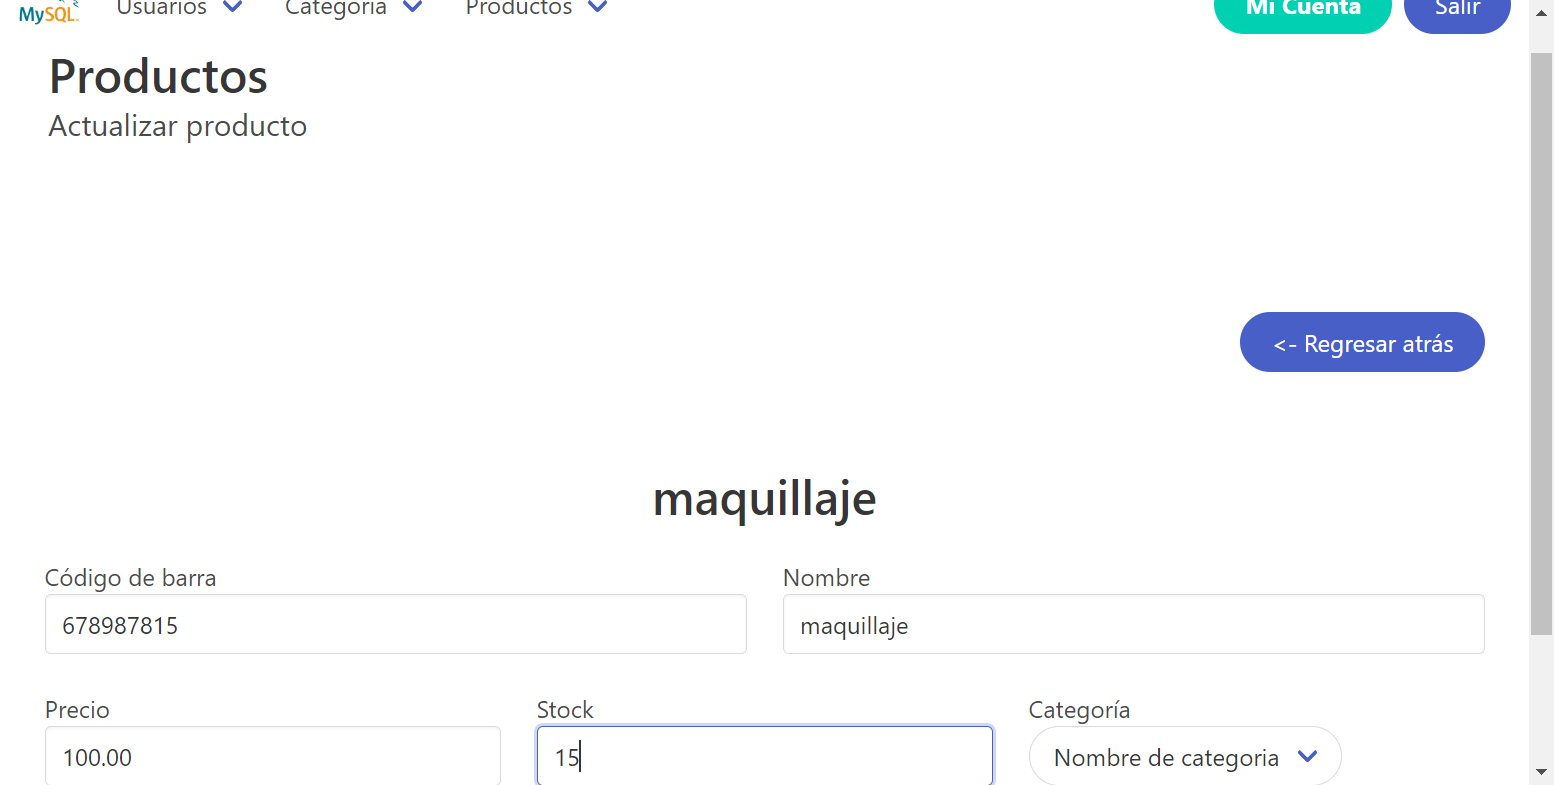 MySQL Usuarios Categoría Productos Mi Cuenta Salir
Productos
Actualizar producto
<- Regresar atrás
maquillaje
Código de barra Nombre
678987815 maquillaje
Precio Stock Categoría
100.00 15 Nombre de categoria